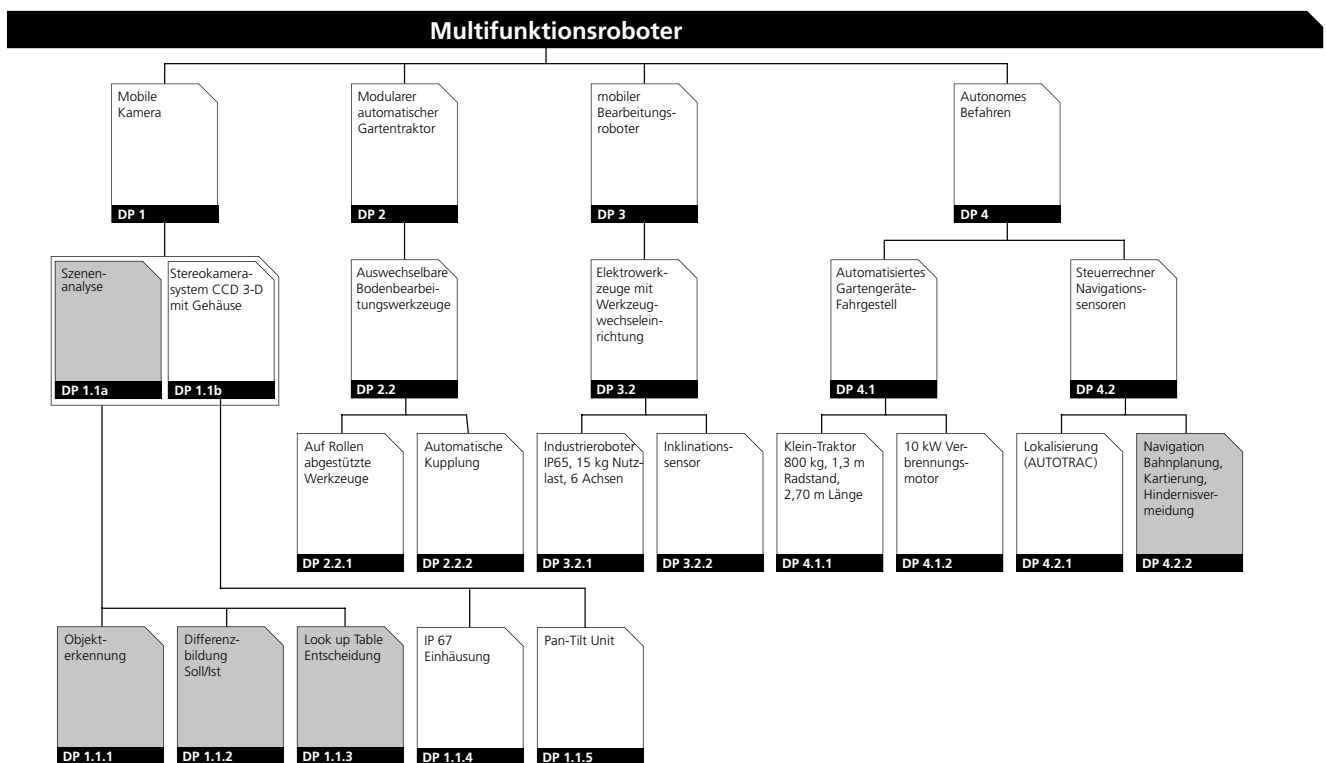 Multifunktionsroboter
Mobile
Kamera
DP 1
Modularer
automatischer
Gartentraktor
DP 2
mobiler
Bearbeitungs-
roboter
DP 3
Autonomes
Befahren
DP 4
Szenen-
analyse
DP 1.1a
Stereokamera-
system CCD 3-D
mit Gehäuse
DP 1.1b
Auswechselbare
Bodenbearbei-
tungswerkzeuge
DP 2.2
Elektrowerk-
zeuge mit
Werkzeug-
wechselein-
richtung
DP 3.2
Automatisiertes
Gartengeräte-
Fahrgestell
DP 4.1
Steuerrechner
Navigations-
sensoren
DP 4.2
Auf Rollen
abgestützte
Werkzeuge
DP 2.2.1
Automatische
Kupplung
DP 2.2.2
Industrieroboter
IP65, 15 kg Nutz-
last, 6 Achsen
DP 3.2.1
Inklinations-
sensor
DP 3.2.2
Klein-Traktor
800 kg, 1,3 m
Radstand,
2,70 m Länge
DP 4.1.1
10 kW Ver-
brennungs-
motor
DP 4.1.2
Lokalisierung
(AUTOTRAC)
DP 4.2.1
Navigation
Bahnplanung,
Kartierung,
Hindernisver-
meidung
DP 4.2.2
Objekt-
erkennung
DP 1.1.1
Differenz-
bildung
Soll/Ist
DP 1.1.2
Look up Table
Entscheidung
DP 1.1.3
IP 67
Einhäusung
DP 1.1.4
Pan-Tilt Unit
DP 1.1.5